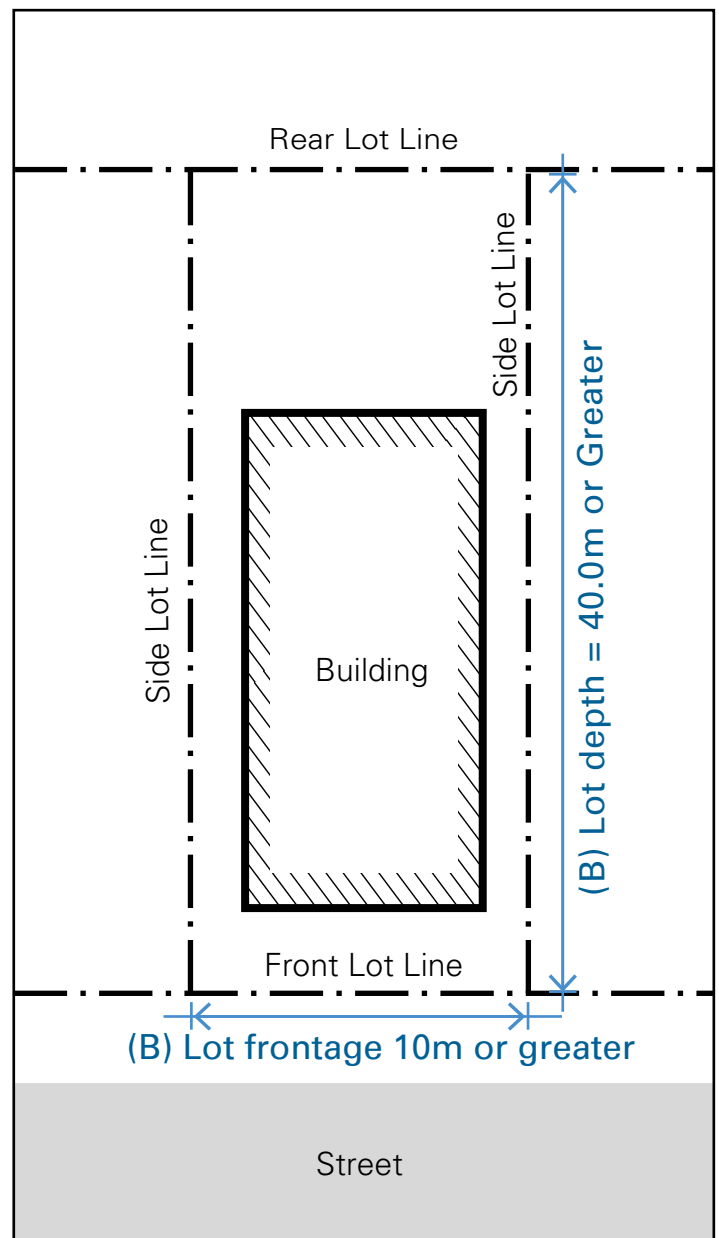 Rear Lot Line
Side Lot Line
Side Lot Line
(B) Lot depth = 40.0m or Greater
Building
Front Lot Line
(B) Lot frontage 10m or greater
Street